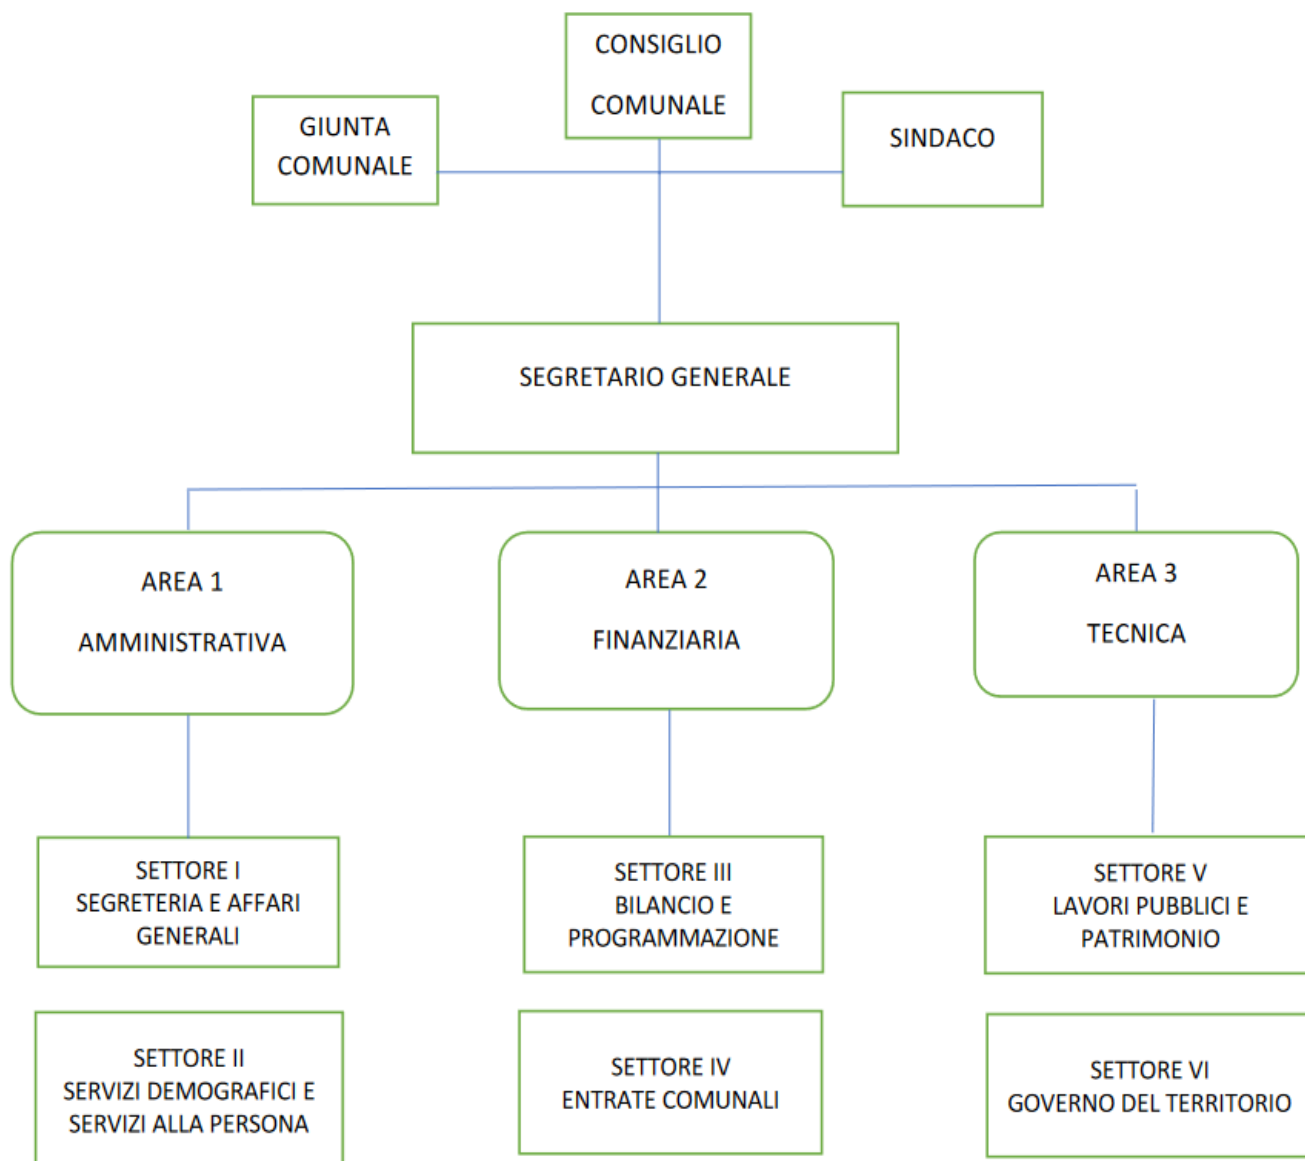 CONSIGLIO
COMUNALE
GIUNTA
COMUNALE
SINDACO
SEGRETARIO GENERALE
AREA 1
AMMINISTRATIVA
AREA 2
FINANZIARIA
AREA 3
TECNICA
SETTORE I
SEGRETERIA E AFFARI
GENERALI
SETTORE III
BILANCIO E
PROGRAMMAZIONE
SETTORE V
LAVORI PUBBLICI E
PATRIMONIO
SETTORE II
SERVIZI DEMOGRAFICI E
SERVIZI ALLA PERSONA
SETTORE IV
ENTRATE COMUNALI
SETTORE VI
GOVERNO DEL TERRITORIO